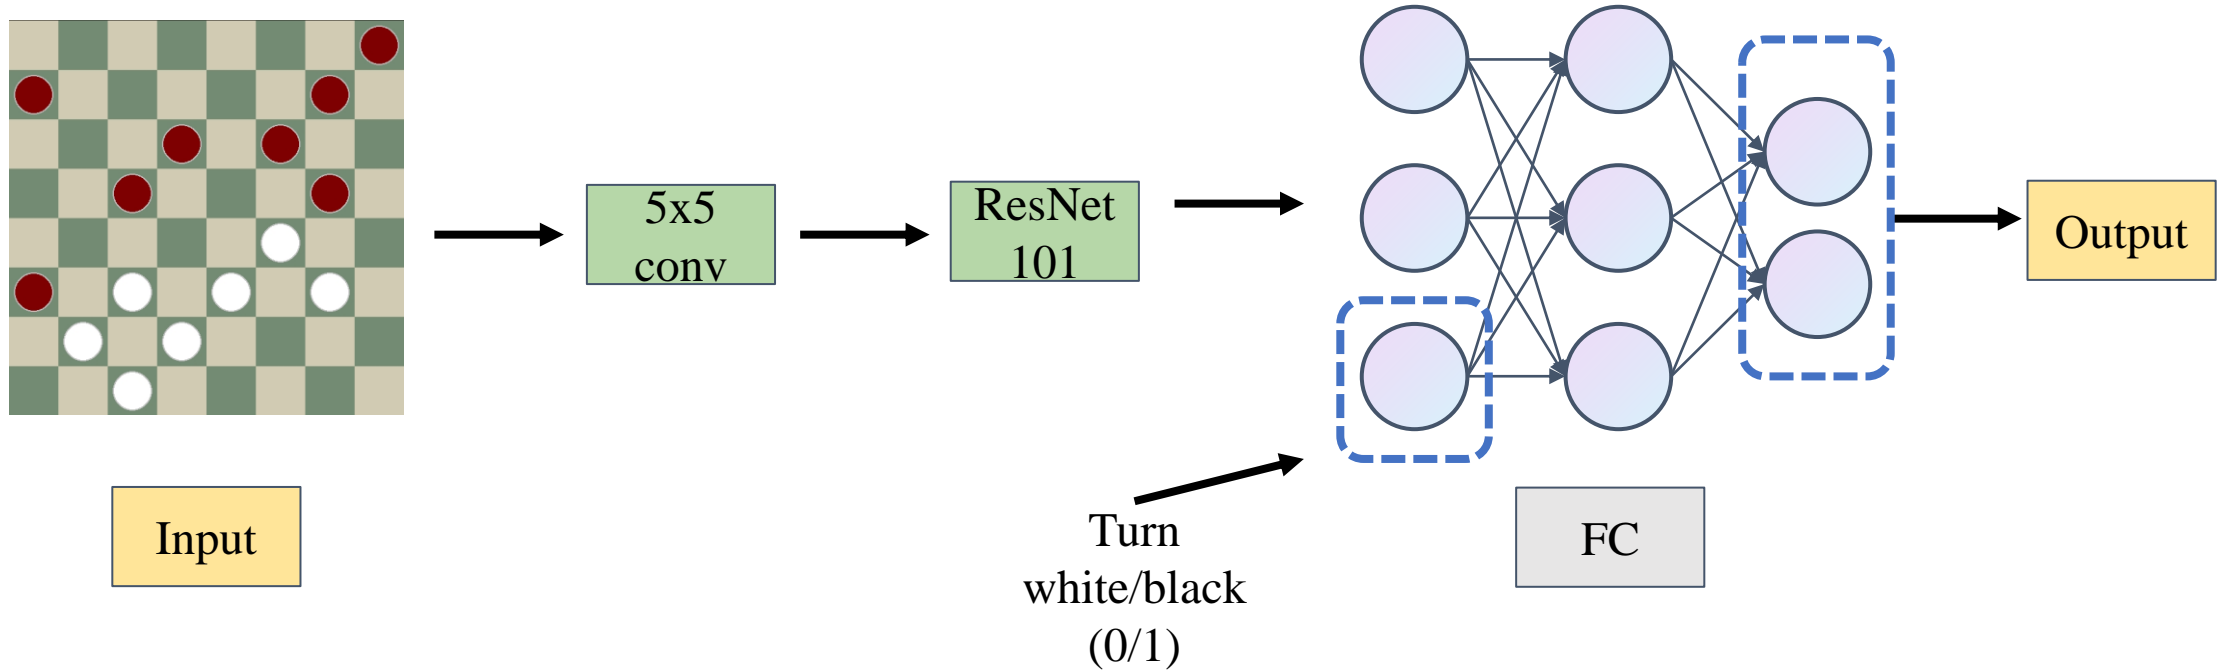 Input
5x5
conv
ResNet
101
Turn
white/black
(0/1)
FC
Output